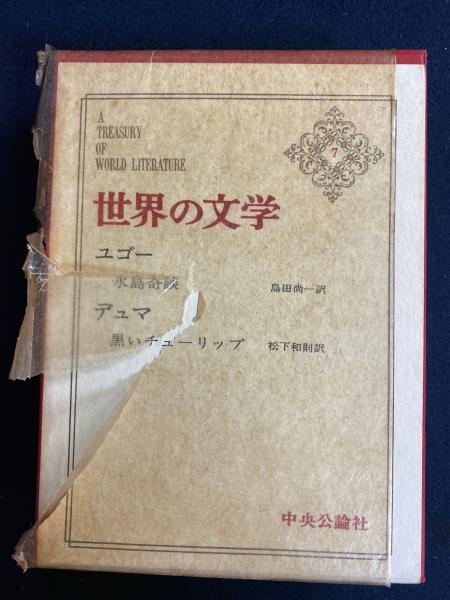 A
TREASURY
OF
WORLD LITERATURE
7
世界の文学
ユゴー
氷島奇談 島田尚一訳
デュマ
黒いチューリップ 松下和則訳
中央公論社